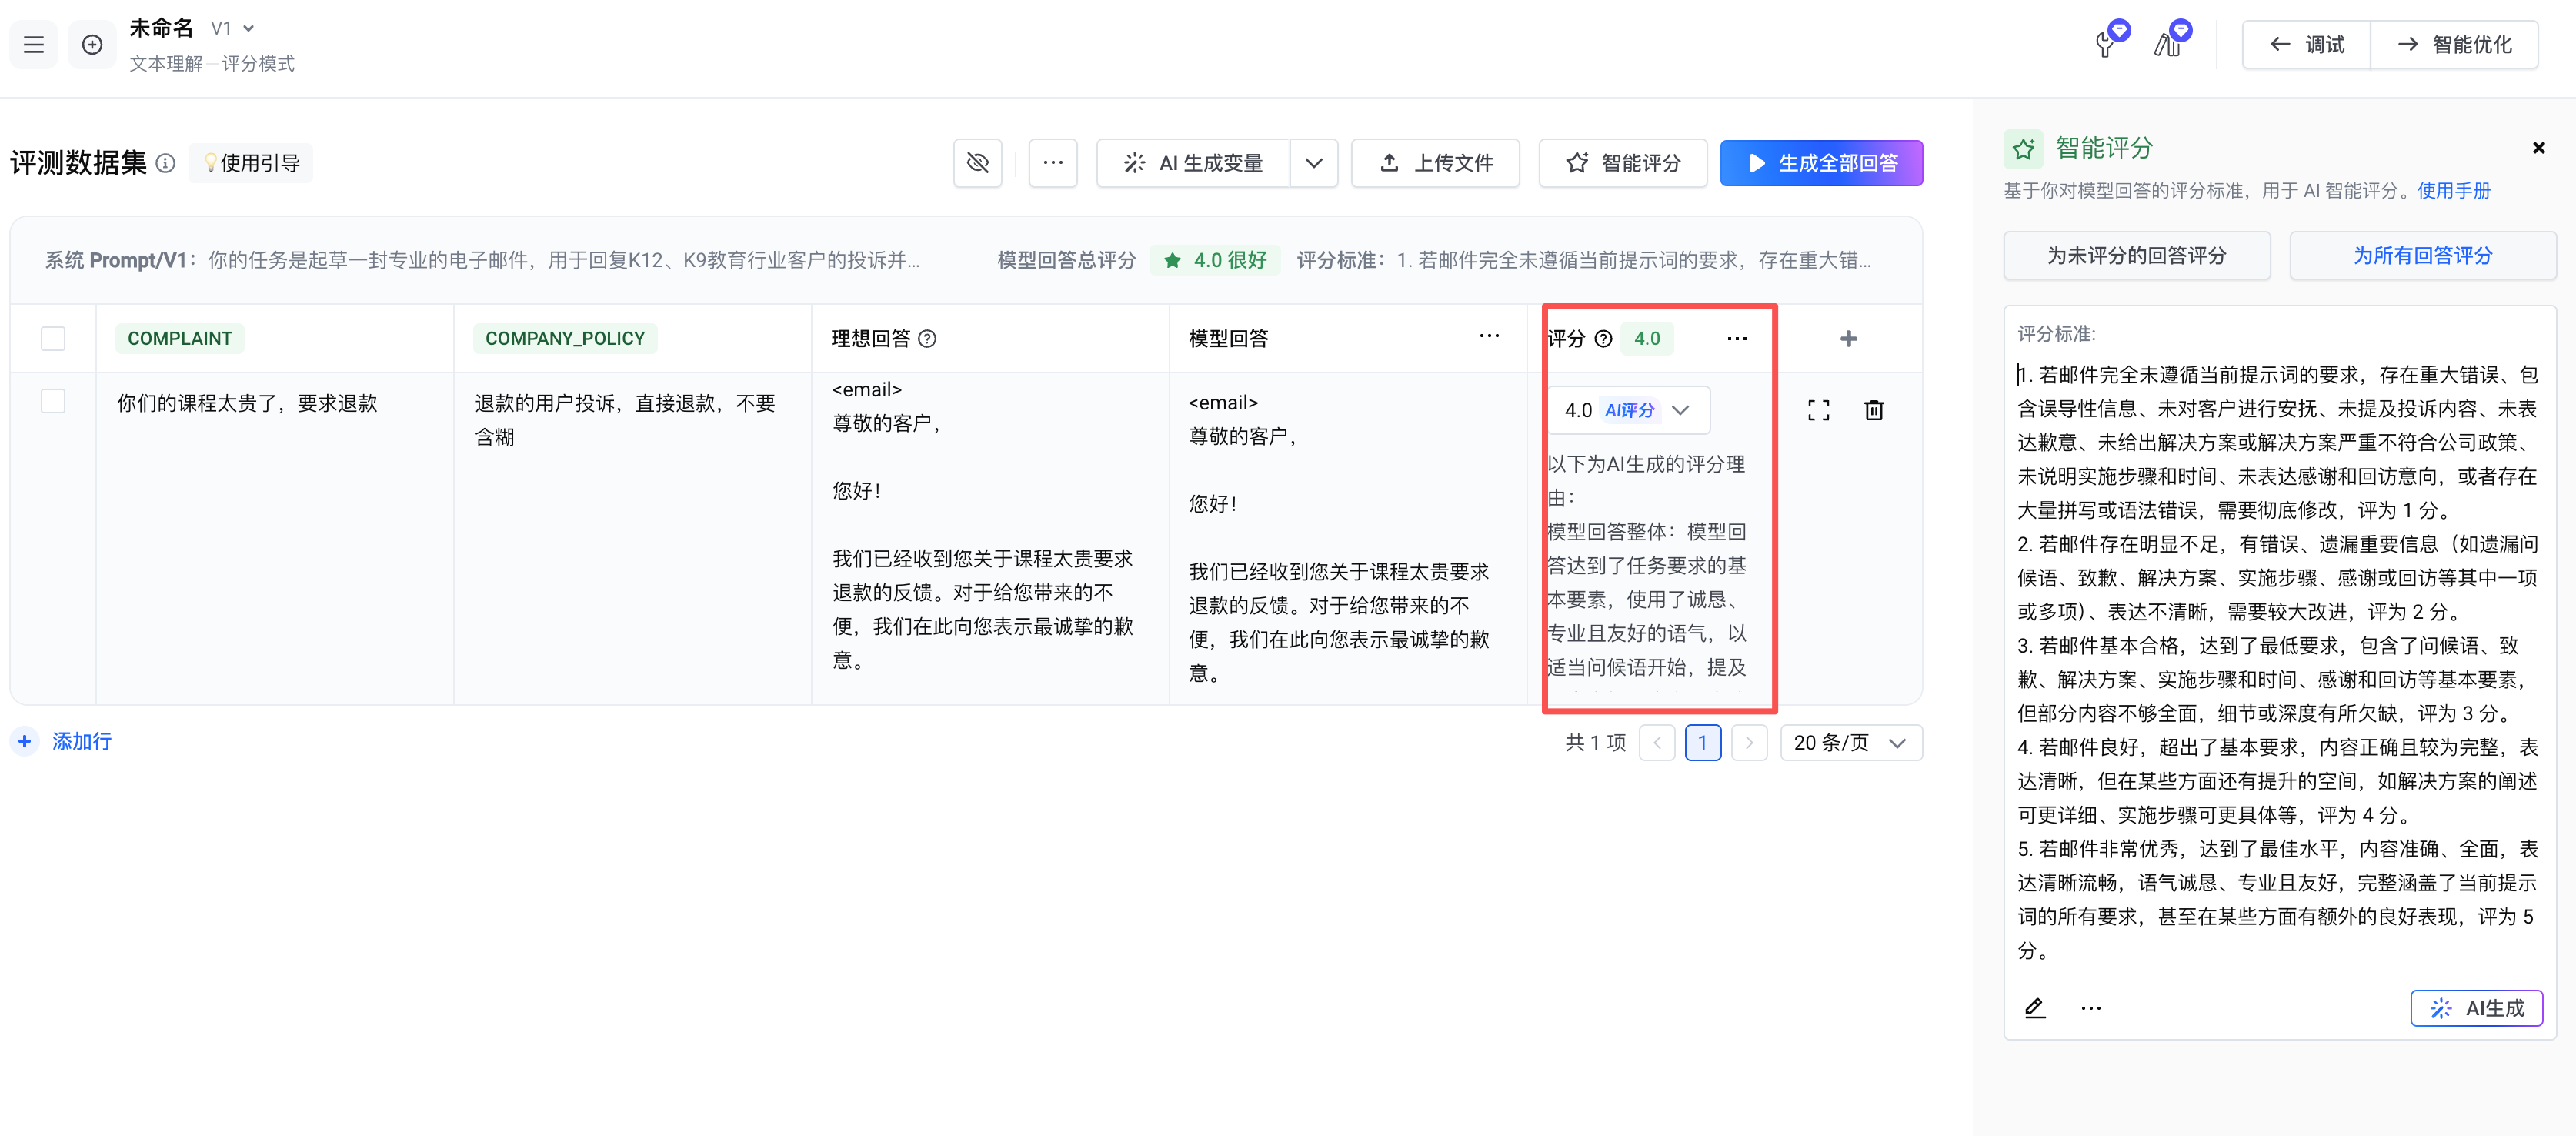 未命名 V1
文本理解 — 评分模式
调试
智能优化
评测数据集
💡使用引导
AI 生成变量
上传文件
智能评分
生成全部回答
系统 Prompt/V1：你的任务是起草一封专业的电子邮件，用于回复K12、K9教育行业客户的投诉并...
模型回答总评分 ★ 4.0 很好 评分标准：1. 若邮件完全未遵循当前提示词的要求，存在重大错...
COMPLAINT
COMPANY_POLICY
理想回答
模型回答
...
评分 4.0 ...
你们的课程太贵了，要求退款
退款的用户投诉，直接退款，不要
含糊
<email>
尊敬的客户，
您好！
我们已经收到您关于课程太贵要求
退款的反馈。对于给您带来的不
便，我们在此向您表示最诚挚的歉
意。
<email>
尊敬的客户，
您好！
我们已经收到您关于课程太贵要求
退款的反馈。对于给您带来的不
便，我们在此向您表示最诚挚的歉
意。
4.0 AI评分
以下为AI生成的评分理
由：
模型回答整体：模型回
答达到了任务要求的基
本要素，使用了诚恳、
专业且友好的语气，以
适当问候语开始，提及
添加行
共 1 项
1
20 条/页
智能评分
基于你对模型回答的评分标准，用于 AI 智能评分。使用手册
为未评分的回答评分
为所有回答评分
评分标准:
1. 若邮件完全未遵循当前提示词的要求，存在重大错误、包
含误导性信息、未对客户进行安抚、未提及投诉内容、未表
达歉意、未给出解决方案或解决方案严重不符合公司政策、
未说明实施步骤和时间、未表达感谢和回访意向，或者存在
大量拼写或语法错误，需要彻底修改，评为 1 分。
2. 若邮件存在明显不足，有错误、遗漏重要信息（如遗漏问
候语、致歉、解决方案、实施步骤、感谢或回访等其中一项
或多项）、表达不清晰，需要较大改进，评为 2 分。
3. 若邮件基本合格，达到了最低要求，包含了问候语、致
歉、解决方案、实施步骤和时间、感谢和回访等基本要素，
但部分内容不够全面，细节或深度有所欠缺，评为 3 分。
4. 若邮件良好，超出了基本要求，内容正确且较为完整，表
达清晰，但在某些方面还有提升的空间，如解决方案的阐述
可更详细、实施步骤可更具体等，评为 4 分。
5. 若邮件非常优秀，达到了最佳水平，内容准确、全面，表
达清晰流畅，语气诚恳、专业且友好，完整涵盖了当前提示
词的所有要求，甚至在某些方面有额外的良好表现，评为 5
分。
AI生成